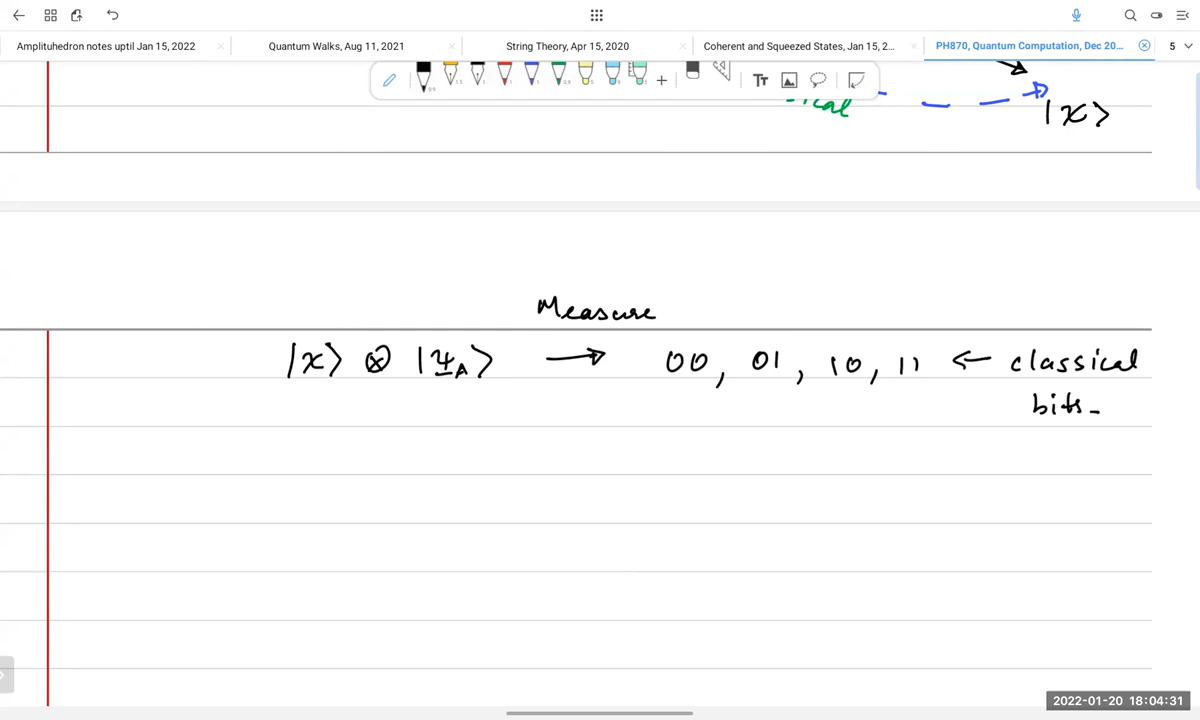 Amplituhedron notes uptil Jan 15, 2022
Quantum Walks, Aug 11, 2021
String Theory, Apr 15, 2020
Coherent and Squeezed States, Jan 15, 2...
PH870, Quantum Computation, Dec 20...
5
Tт
|x⟩
Measure
|x⟩ ⊗ |Ψ_A⟩ → 00, 01, 10, 11 ← classical
bits-
2022-01-20 18:04:31